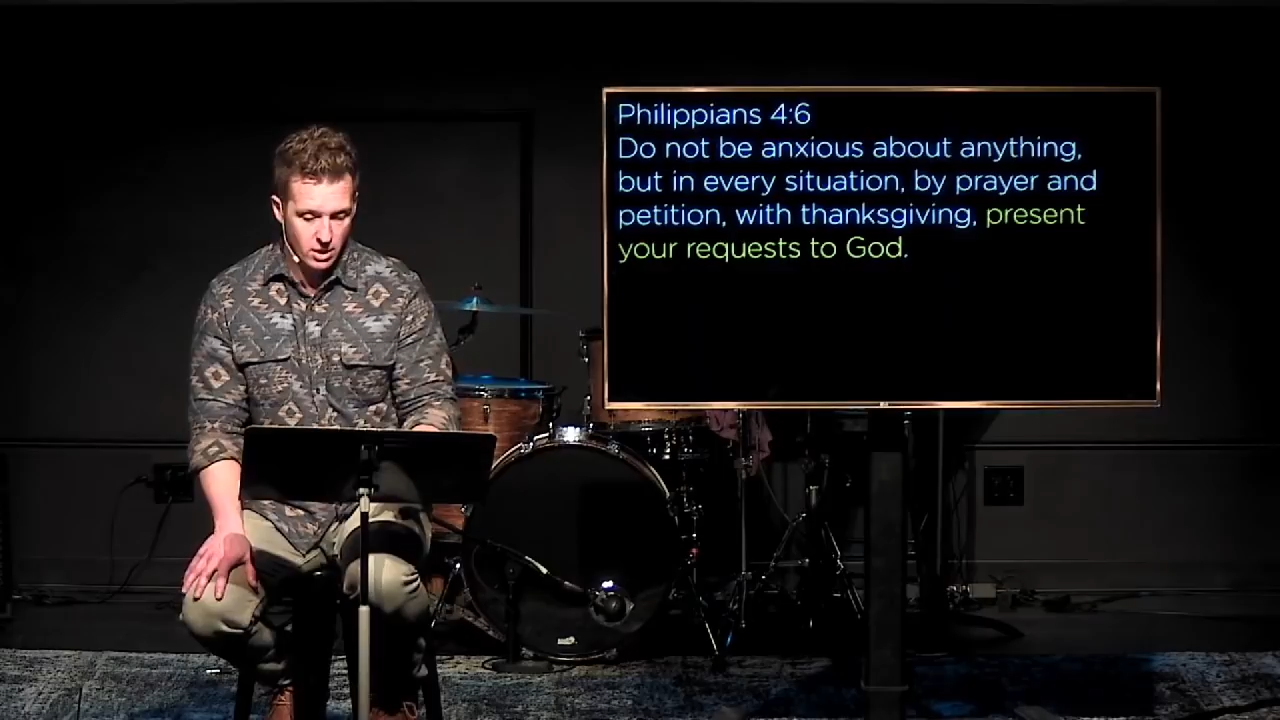 Philippians 4:6
Do not be anxious about anything,
but in every situation, by prayer and
petition, with thanksgiving, present
your requests to God.